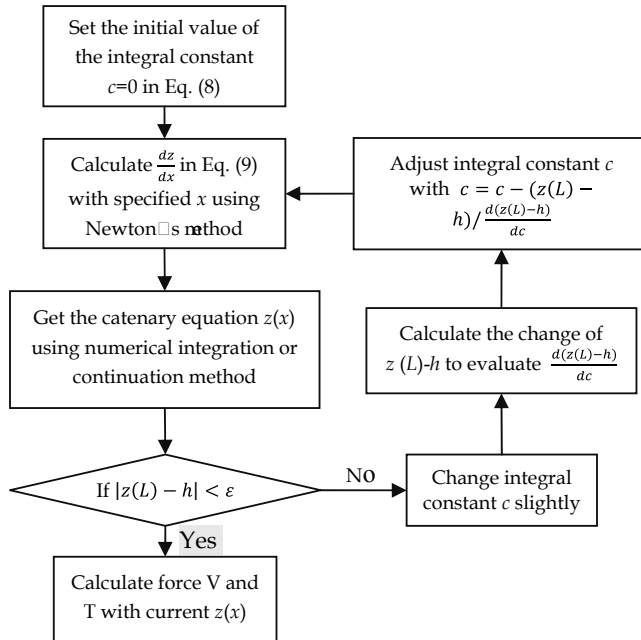 Set the initial value of
the integral constant
c=0 in Eq. (8)
Calculate dz/dx in Eq. (9)
with specified x using
Newton□s method
Get the catenary equation z(x)
using numerical integration or
continuation method
If |z(L) − h| < ε
Yes
Calculate force V and
T with current z(x)
No
Change integral
constant c slightly
Calculate the change of
z (L)-h to evaluate d(z(L)−h)/dc
Adjust integral constant c
with c = c − (z(L) −
h)/ d(z(L)−h)/dc